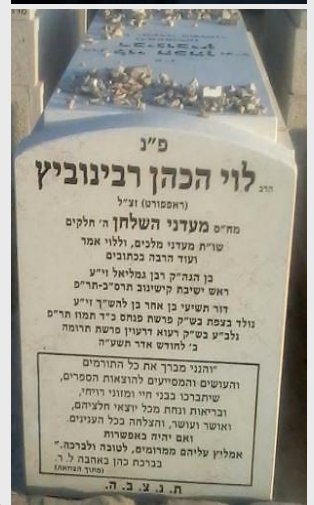 פ"נ
הרב לוי הכהן רבינוביץ
(ראפפורט) זצ"ל
מח"ס מעדני השלחן ה' חלקים
שו"ת מעדני מלכים, וללוי אמר
ועוד הרבה בכתובים
בן הגה"ק רבן גמליאל זי"ע
ראש ישיבת קישינוב תרס"ב-תר"פ
דור תשיעי בן אחר בן להש"ך זי"ע
נולד בצפת בש"ק פרשת פנחס כ"ד תמוז תר"פ
נלב"ע בש"ק רעוא דרעוין פרשת תרומה
ב' לחודש אדר תשע"ה
"והנני מברך את כל התורמים
והעושים והמסייעים להוצאות הספרים,
שיתברכו בבני חיי ומזוני רויחי,
ובריאות ונחת מכל יוצאי חלציהם,
ואושר ועושר, והצלחה בכל הענינים.
ואם יהיה באפשרות
אמליץ עליהם ממרומים, לטובה ולברכה."
בברכת כהן באהבה ל. ר.
(מתוך הצוואה)
ת. נ. צ. ב. ה.